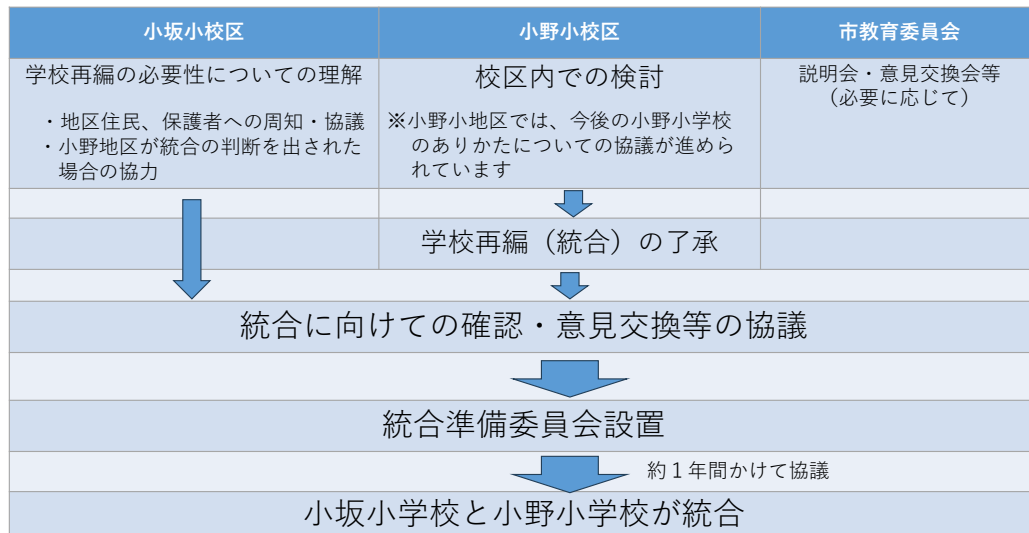 小坂小校区
小野小校区
市教育委員会
学校再編の必要性についての理解
・地区住民、保護者への周知・協議
・小野地区が統合の判断を出された
場合の協力
校区内での検討
※小野小地区では、今後の小野小学校
のありかたについての協議が進めら
れています
説明会・意見交換会等
（必要に応じて）
学校再編（統合）の了承
統合に向けての確認・意見交換等の協議
統合準備委員会設置
約１年間かけて協議
小坂小学校と小野小学校が統合